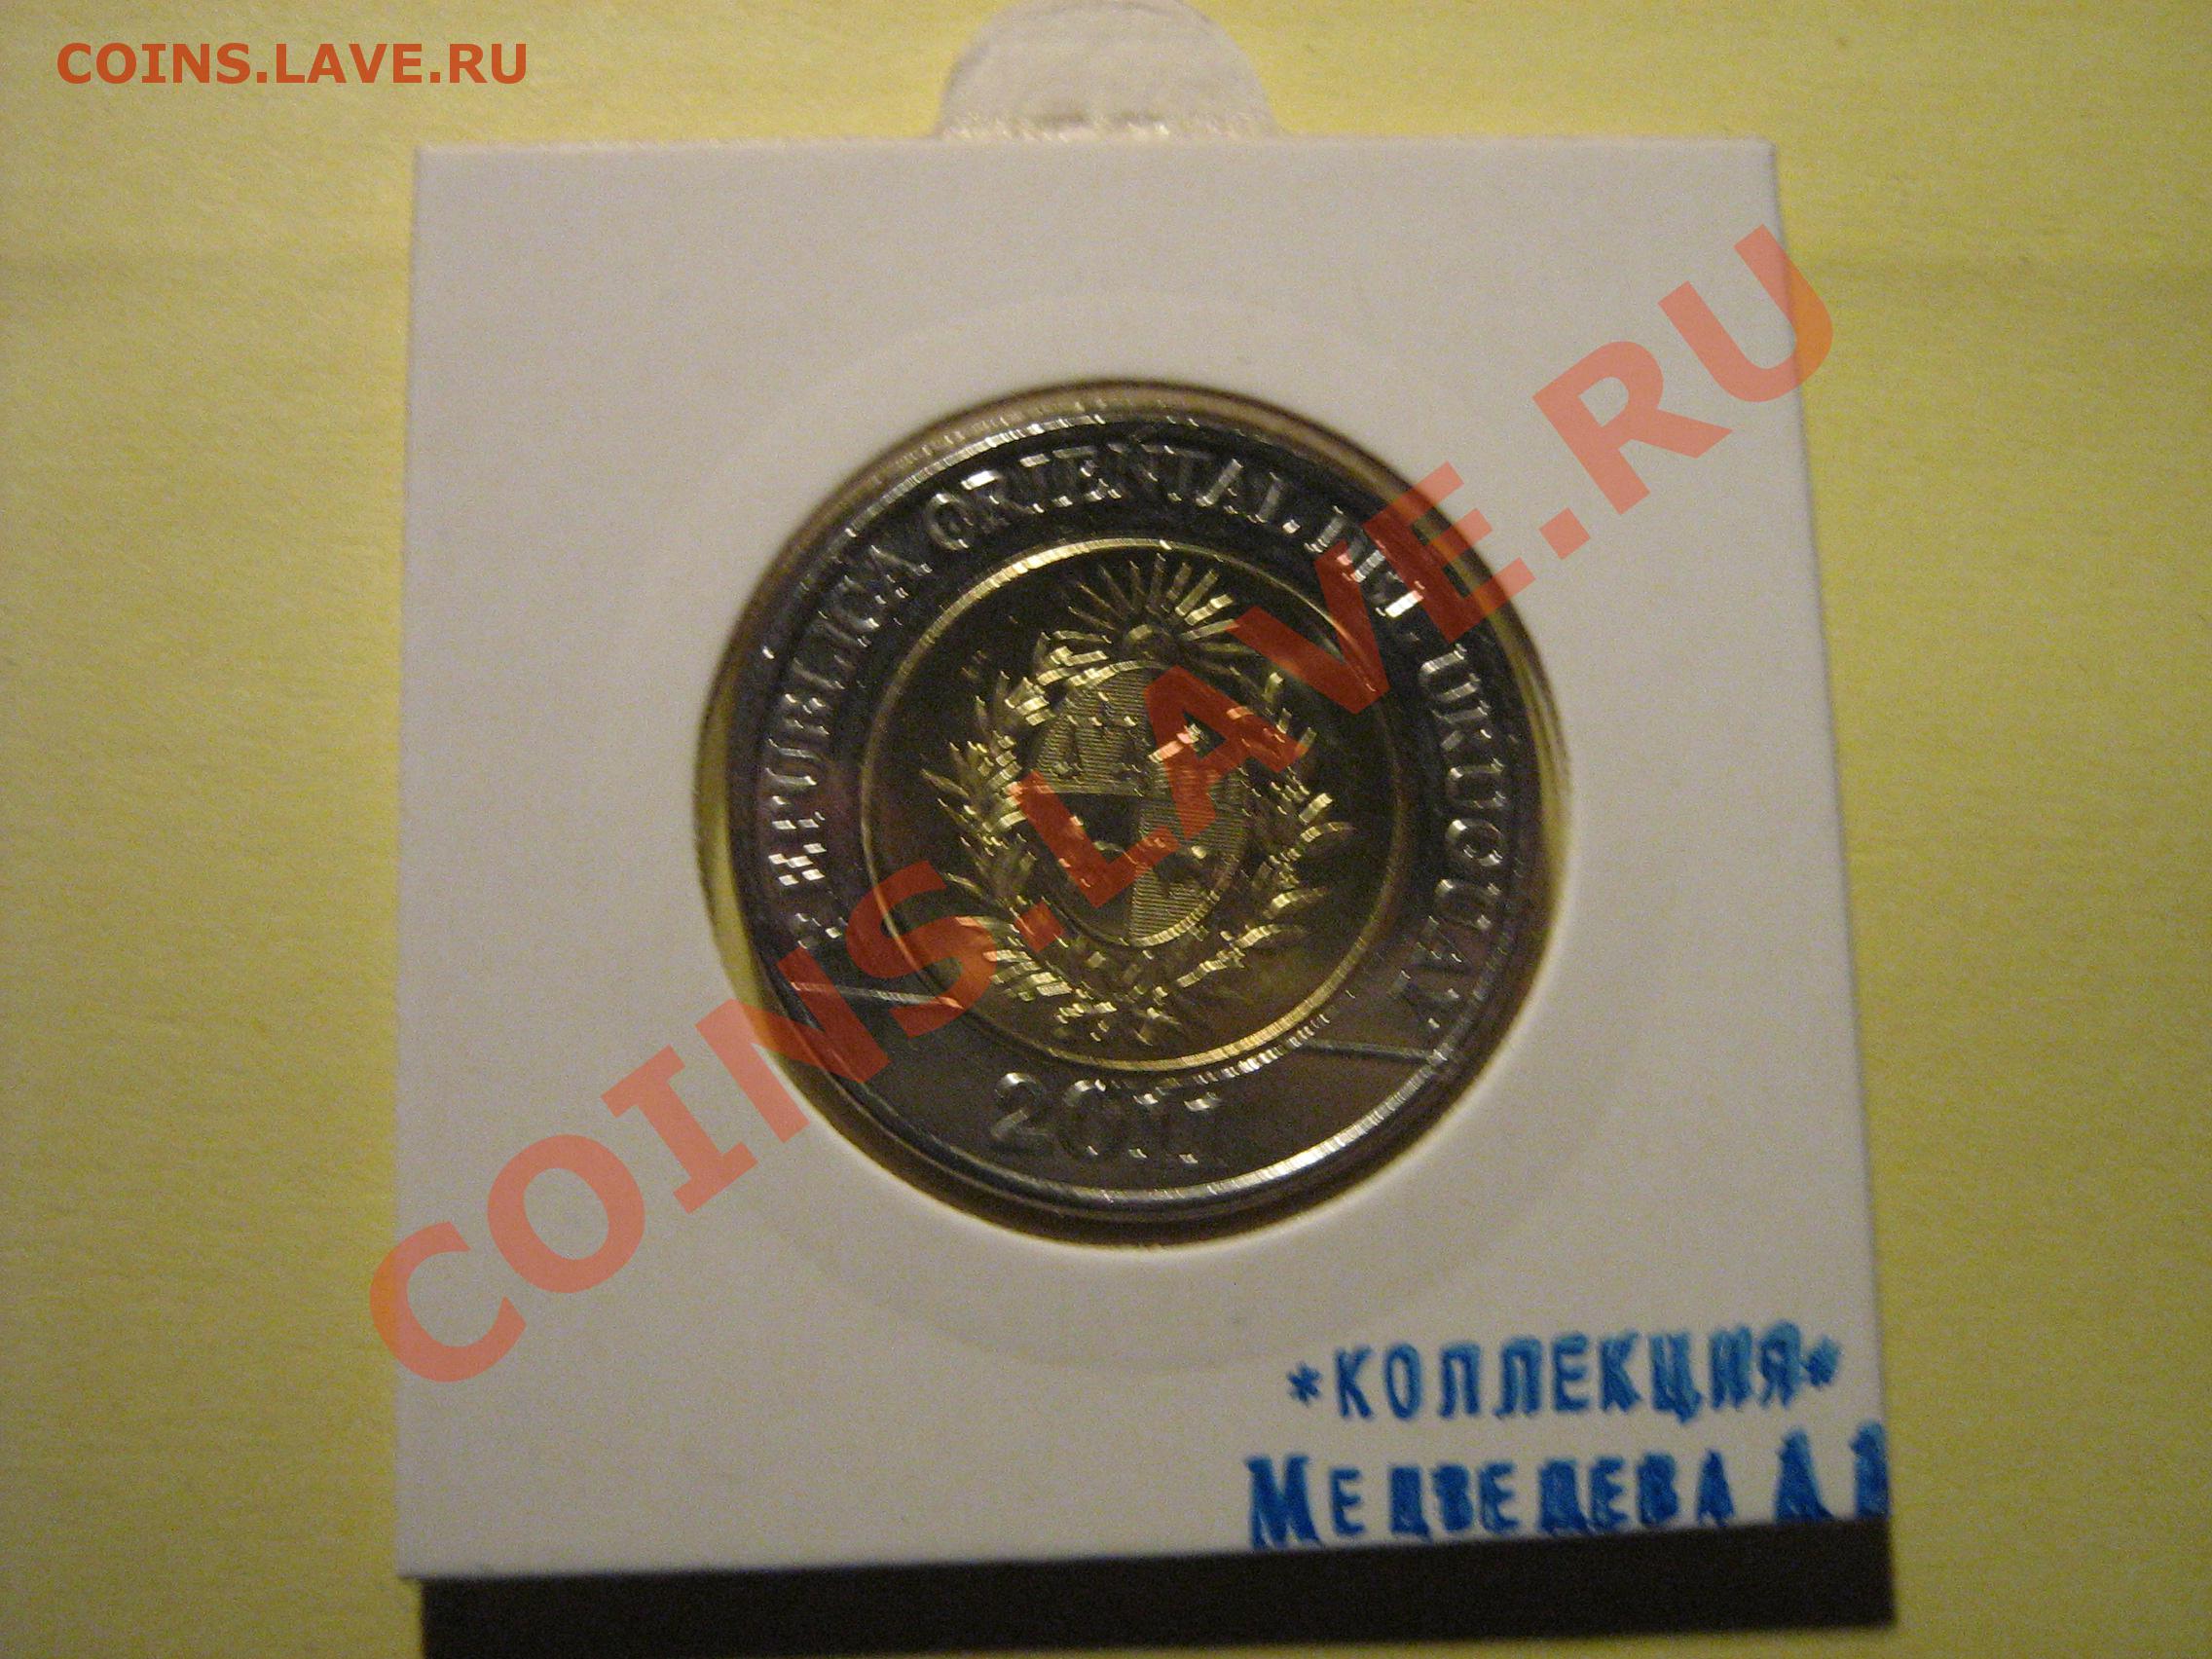 COINS.LAVE.RU
REPUBLICA ORIENTAL DEL URUGUAY
2011
COINS.LAVE.RU
*КОЛЛЕКЦИЯ*
МЕДВЕДЕВА А